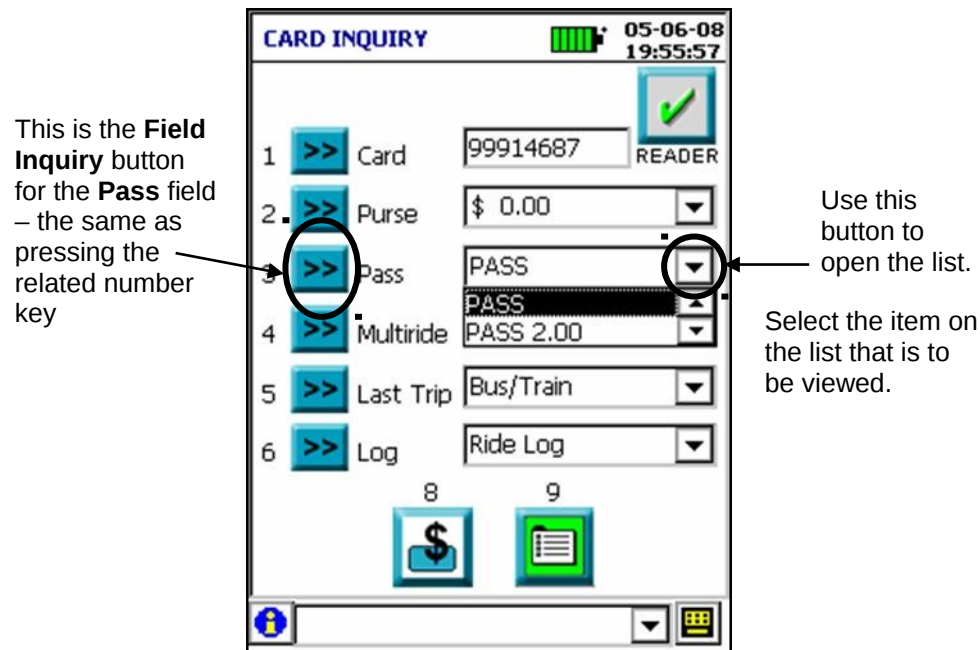 CARD INQUIRY
05-06-08
19:55:57
READER
1 >> Card 99914687
2 >> Purse $ 0.00
3 >> Pass PASS
PASS
PASS 2.00
4 >> Multiride
5 >> Last Trip Bus/Train
6 >> Log Ride Log
8 9
$
This is the Field
Inquiry button
for the Pass field
– the same as
pressing the
related number
key
Use this
button to
open the list.
Select the item on
the list that is to
be viewed.